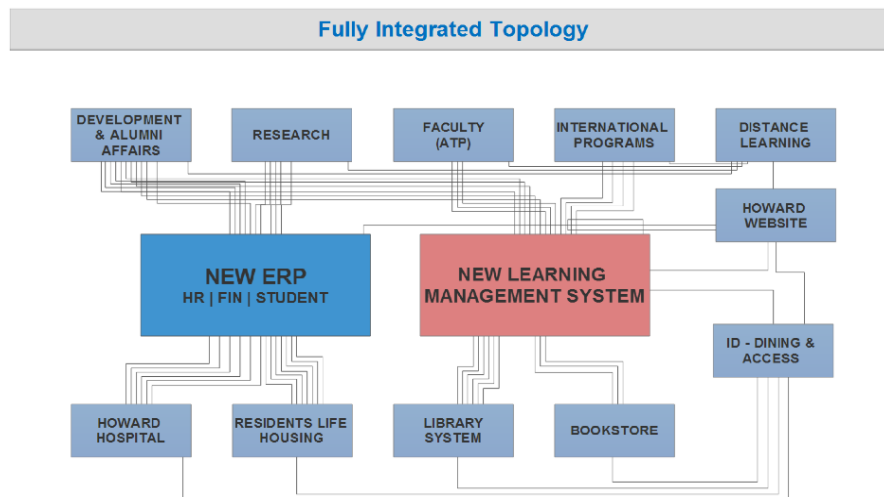 Fully Integrated Topology
DEVELOPMENT
& ALUMNI
AFFAIRS
RESEARCH
FACULTY
(ATP)
INTERNATIONAL
PROGRAMS
DISTANCE
LEARNING
HOWARD
WEBSITE
NEW ERP
HR | FIN | STUDENT
NEW LEARNING
MANAGEMENT SYSTEM
ID - DINING &
ACCESS
HOWARD
HOSPITAL
RESIDENTS LIFE
HOUSING
LIBRARY
SYSTEM
BOOKSTORE